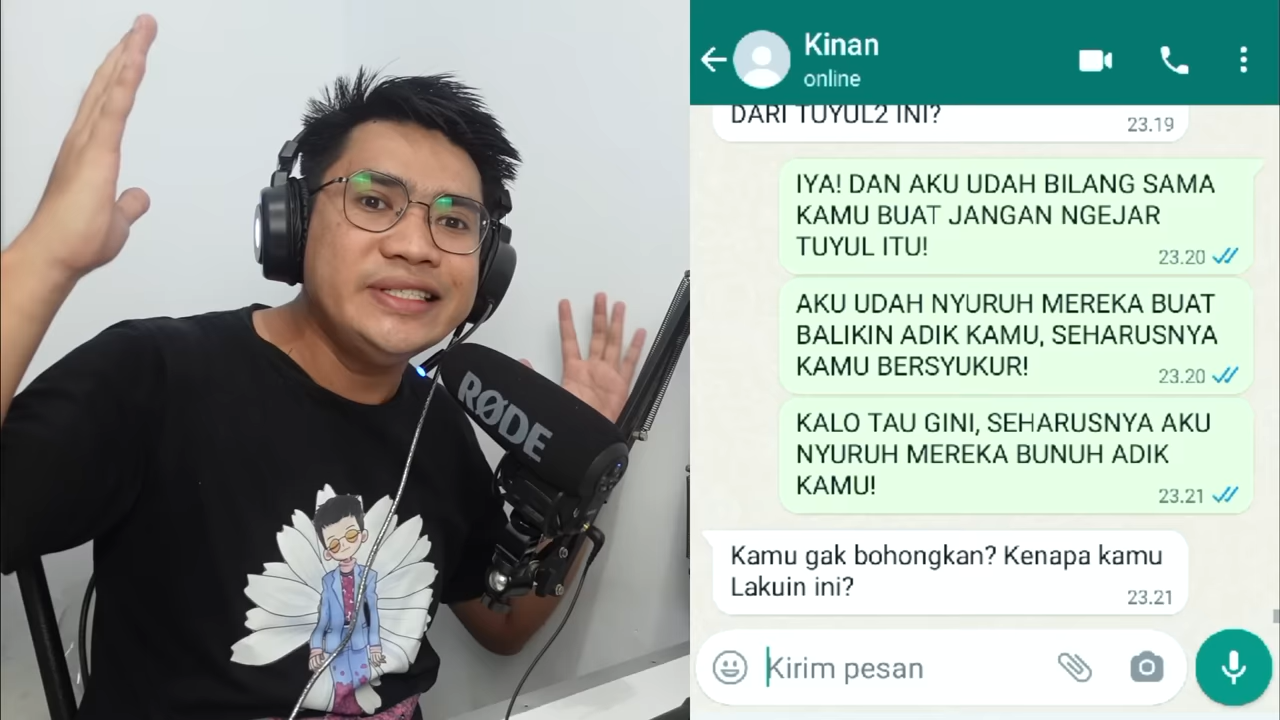 RØDE
Kinan
online
DARI TUYUL2 INI?
23.19
IYA! DAN AKU UDAH BILANG SAMA
KAMU BUAT JANGAN NGEJAR
TUYUL ITU!
23.20
AKU UDAH NYURUH MEREKA BUAT
BALIKIN ADIK KAMU, SEHARUSNYA
KAMU BERSYUKUR!
23.20
KALO TAU GINI, SEHARUSNYA AKU
NYURUH MEREKA BUNUH ADIK
KAMU!
23.21
Kamu gak bohongkan? Kenapa kamu
Lakuin ini?
23.21
Kirim pesan